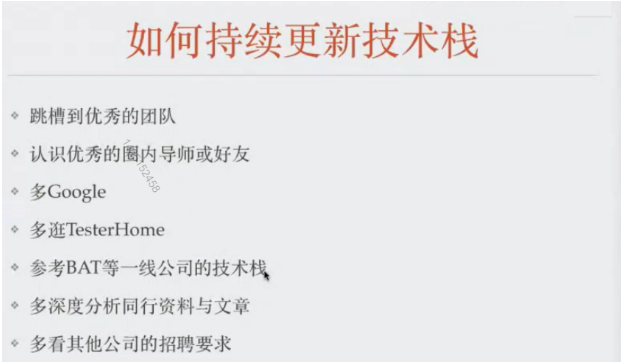 如何持续更新技术栈
跳槽到优秀的团队
认识优秀的圈内导师或好友
多Google
多逛TesterHome
参考BAT等一线公司的技术栈
多深度分析同行资料与文章
多看其他公司的招聘要求